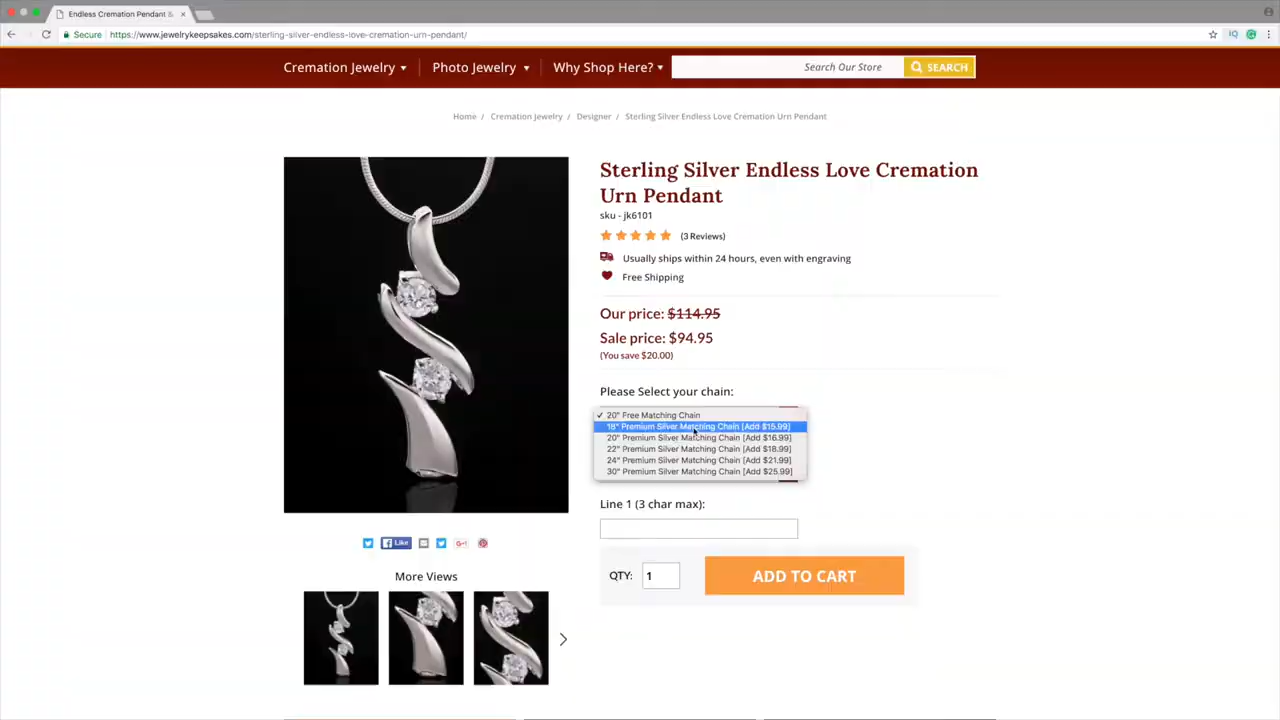 Endless Cremation Pendant &
Secure
https://www.jewelrykeepsakes.com/sterling-silver-endless-love-cremation-urn-pendant/
Cremation Jewelry
Photo Jewelry
Why Shop Here?
Search Our Store
SEARCH
Home / Cremation Jewelry / Designer / Sterling Silver Endless Love Cremation Urn Pendant
Sterling Silver Endless Love Cremation
Urn Pendant
sku - jk6101
(3 Reviews)
Usually ships within 24 hours, even with engraving
Free Shipping
Our price: $114.95
Sale price: $94.95
(You save $20.00)
Please Select your chain:
✓ 20" Free Matching Chain
18" Premium Silver Matching Chain [Add $15.99]
20" Premium Silver Matching Chain [Add $16.99]
22" Premium Silver Matching Chain [Add $18.99]
24" Premium Silver Matching Chain [Add $21.99]
30" Premium Silver Matching Chain [Add $25.99]
Line 1 (3 char max):
QTY: 1
ADD TO CART
Like
G+
More Views